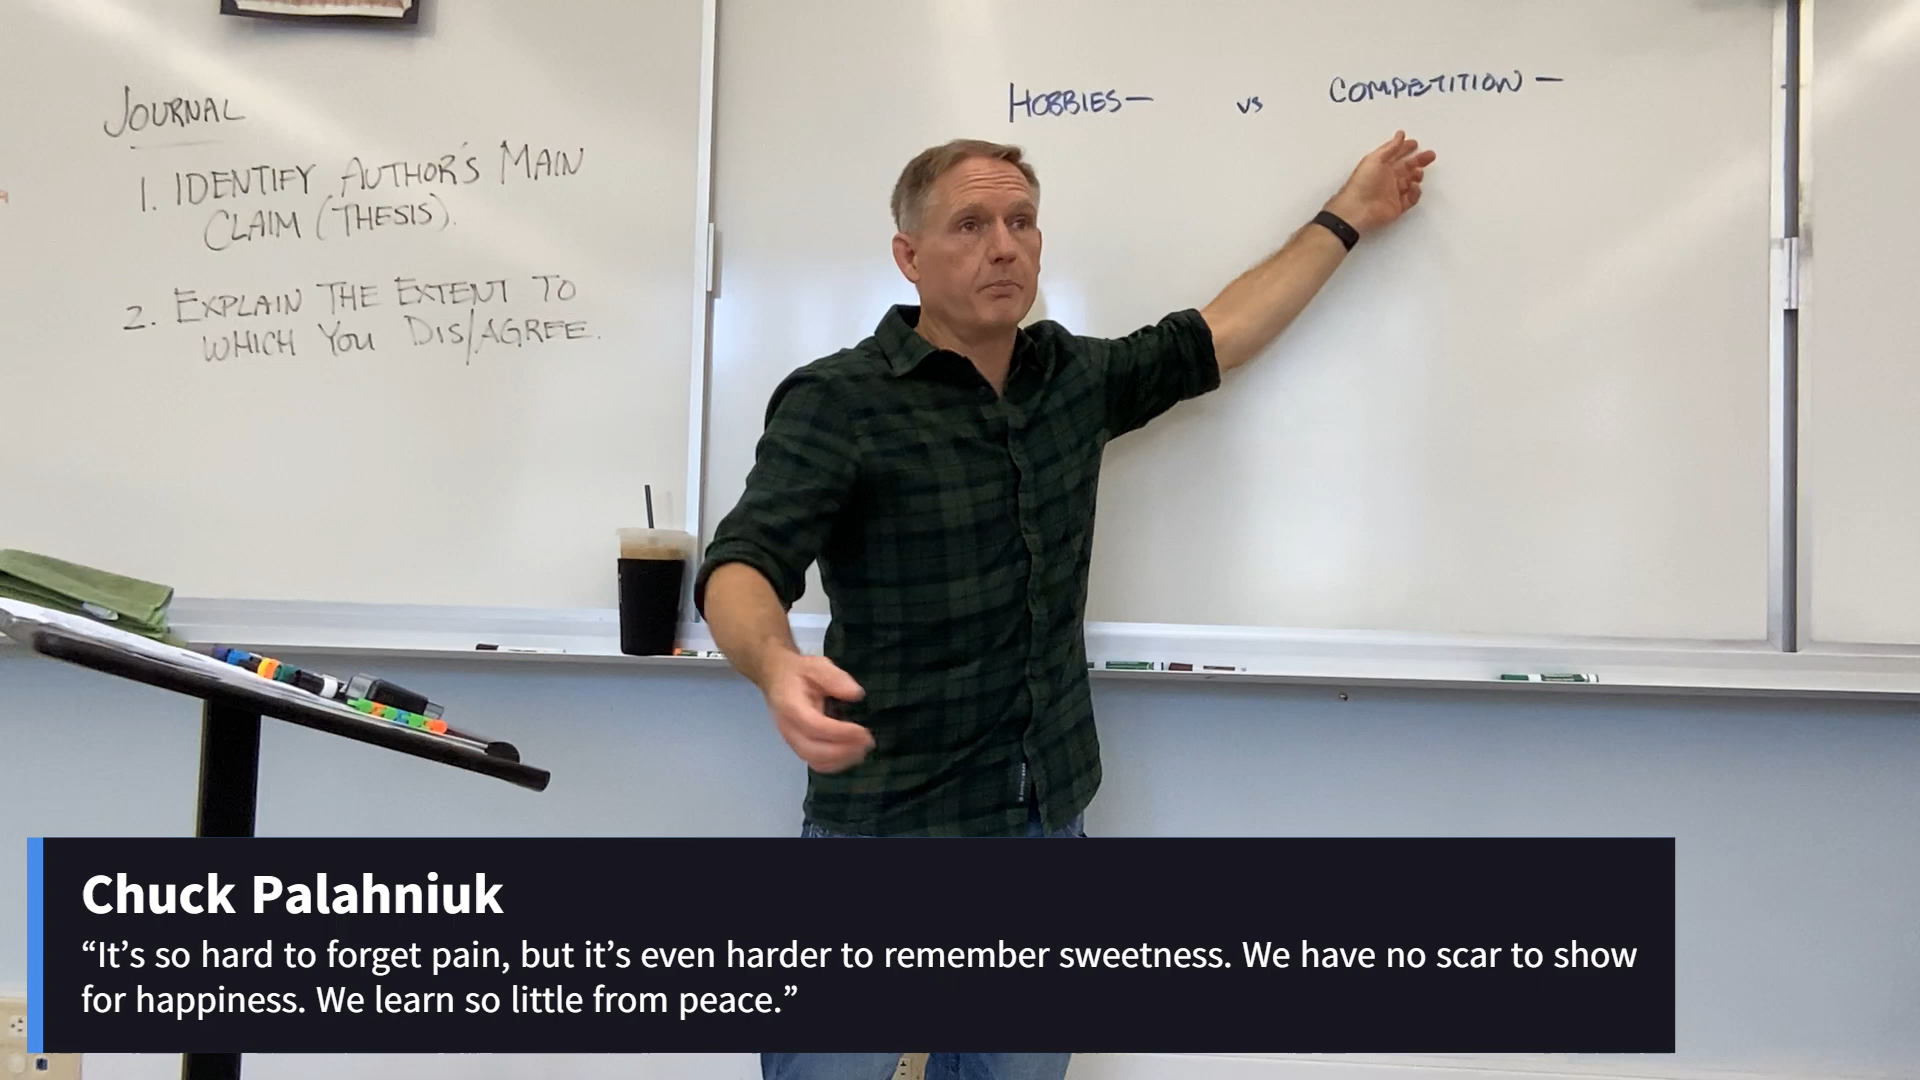 JOURNAL
1. IDENTIFY AUTHOR'S MAIN
CLAIM (THESIS).
2. EXPLAIN THE EXTENT TO
WHICH YOU DIS/AGREE.
HOBBIES— vs COMPETITION—
Chuck Palahniuk
“It’s so hard to forget pain, but it’s even harder to remember sweetness. We have no scar to show
for happiness. We learn so little from peace.”